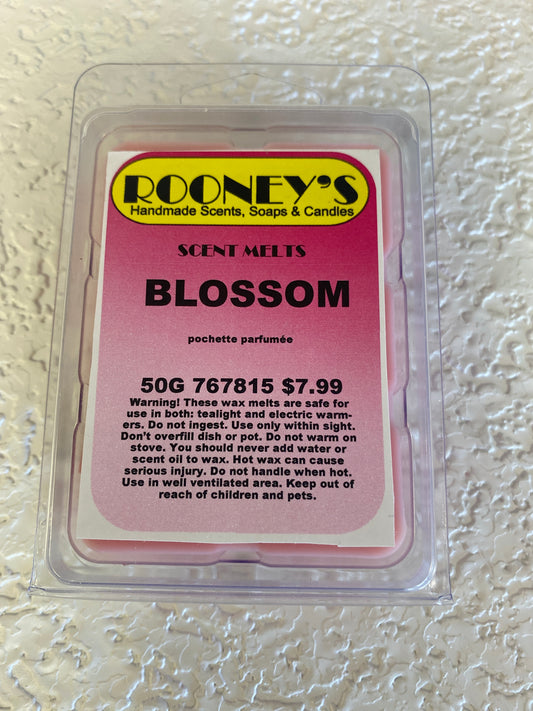 ROONEY'S
Handmade Scents, Soaps & Candles
SCENT MELTS
BLOSSOM
pochette parfumée
50G 767815 $7.99
Warning! These wax melts are safe for
use in both: tealight and electric warm-
ers. Do not ingest. Use only within sight.
Don't overfill dish or pot. Do not warm on
stove. You should never add water or
scent oil to wax. Hot wax can cause
serious injury. Do not handle when hot.
Use in well ventilated area. Keep out of
reach of children and pets.